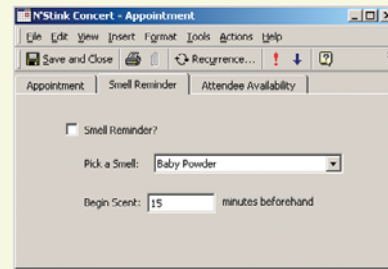 N'Stink Concert - Appointment
File Edit View Insert Format Tools Actions Help
Save and Close Recurrence...
Appointment Smell Reminder Attendee Availability
Smell Reminder?
Pick a Smell: Baby Powder
Begin Scent: 15 minutes beforehand